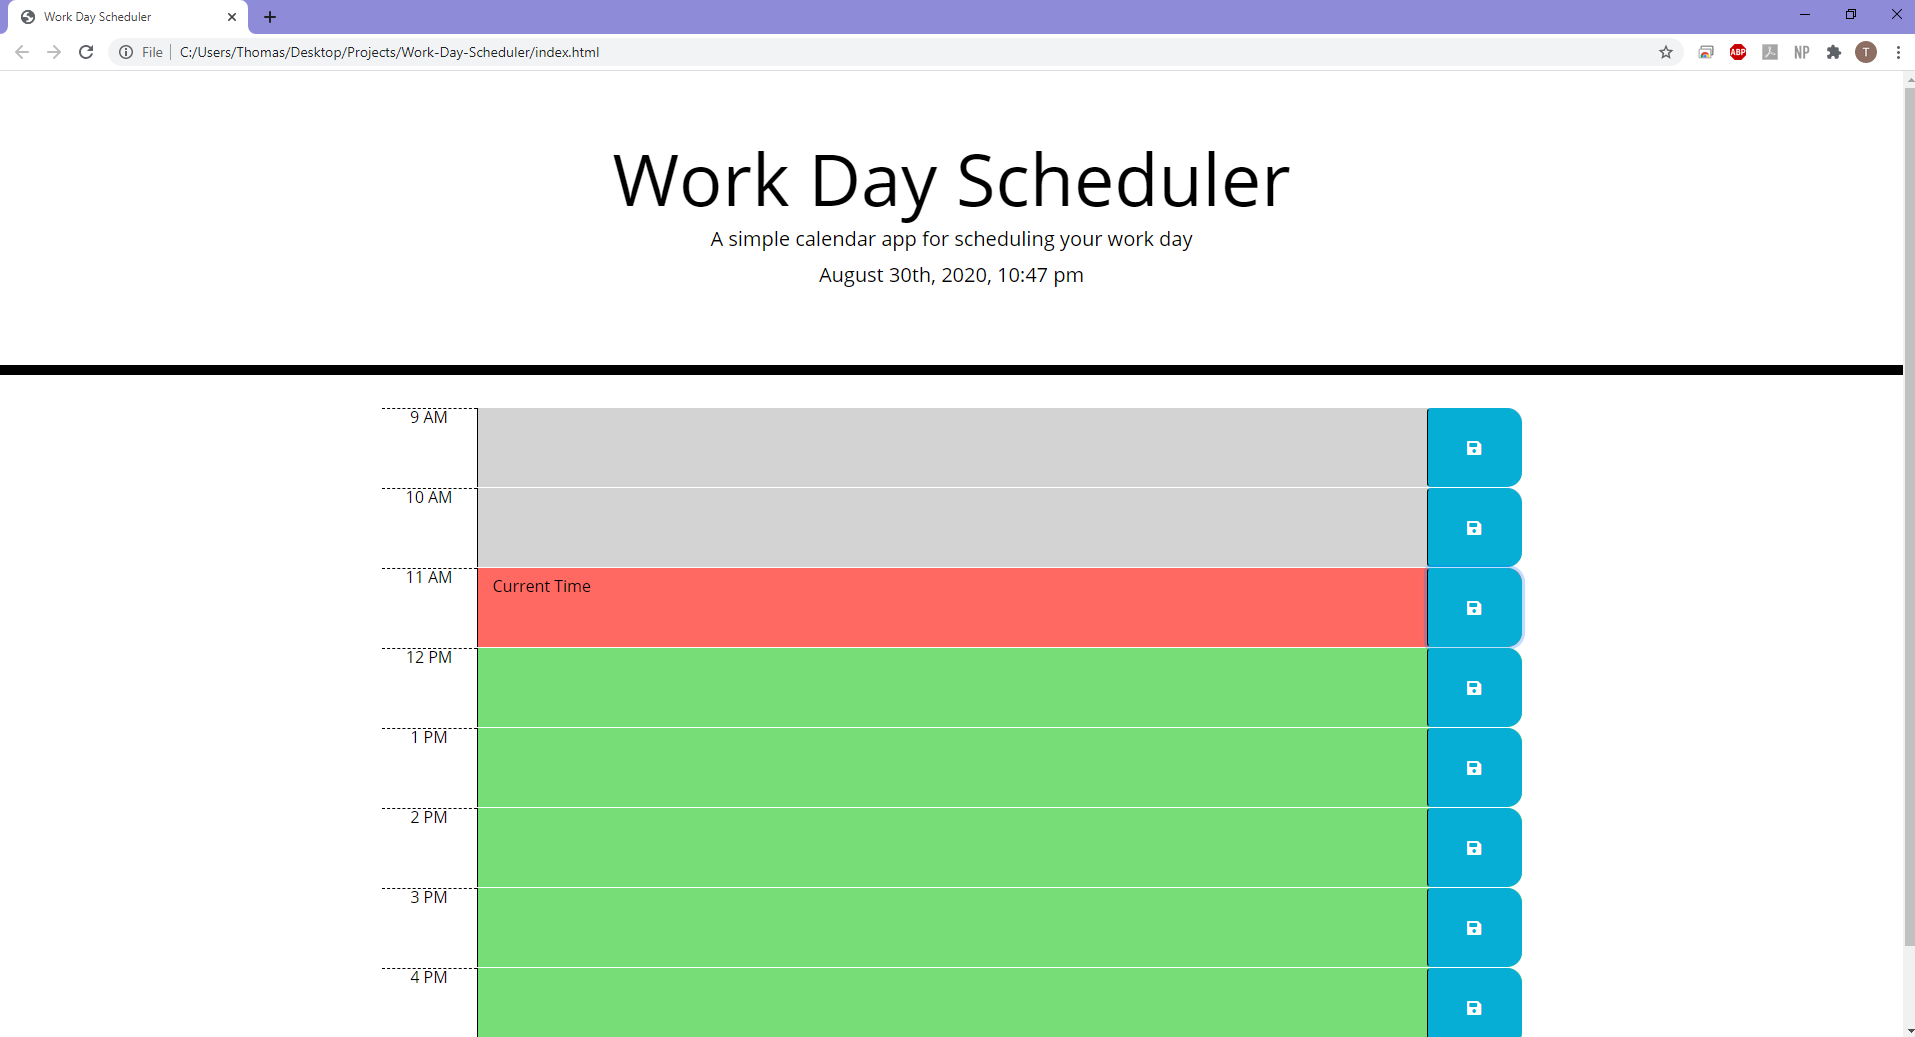 Work Day Scheduler
File C:/Users/Thomas/Desktop/Projects/Work-Day-Scheduler/index.html
ABP
NP
T
Work Day Scheduler
A simple calendar app for scheduling your work day
August 30th, 2020, 10:47 pm
9 AM
10 AM
11 AM Current Time
12 PM
1 PM
2 PM
3 PM
4 PM